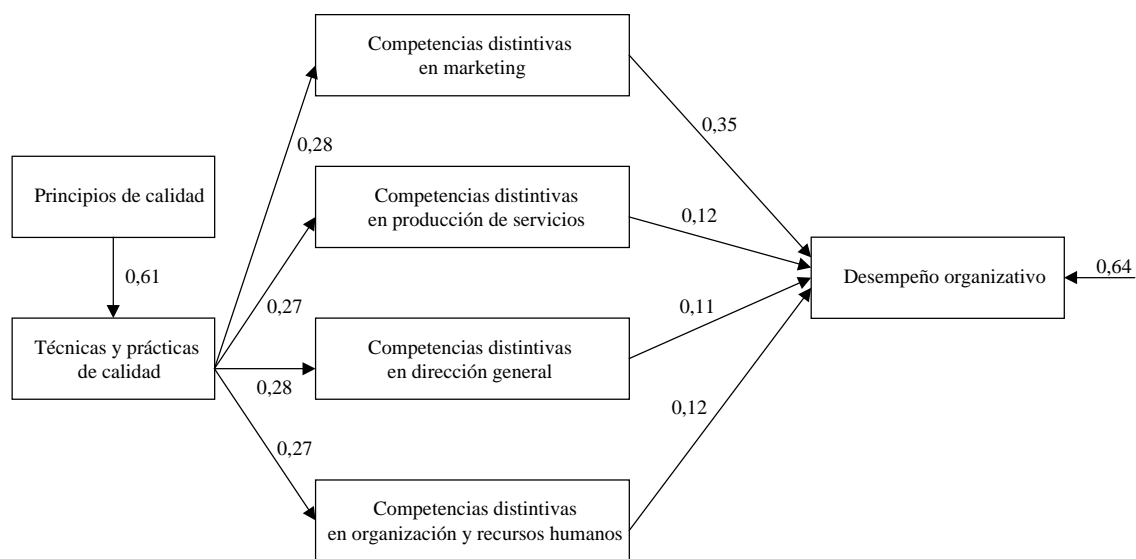 Competencias distintivas
en marketing
0,35
0,28
Principios de calidad
Competencias distintivas
en producción de servicios
0,12
0,61
0,27
Desempeño organizativo
0,64
Técnicas y prácticas
de calidad
Competencias distintivas
en dirección general
0,11
0,28
0,12
0,27
Competencias distintivas
en organización y recursos humanos